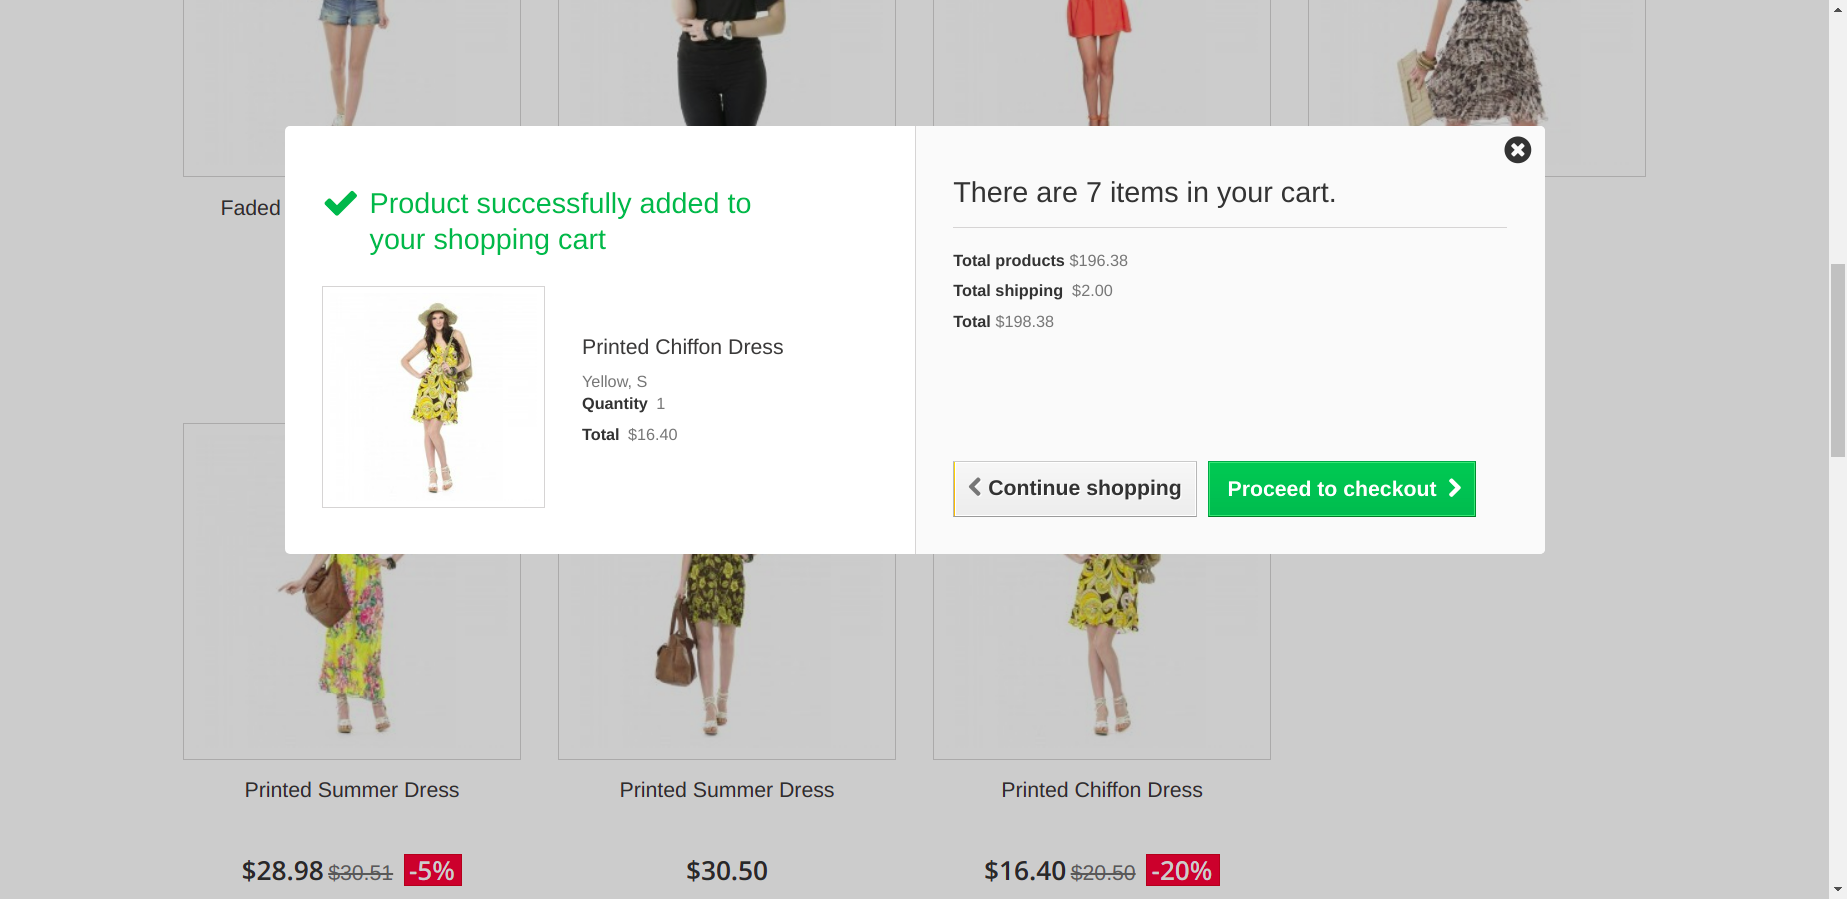 Faded
Product successfully added to
your shopping cart
Printed Chiffon Dress
Yellow, S
Quantity 1
Total $16.40
There are 7 items in your cart.
Total products $196.38
Total shipping $2.00
Total $198.38
Continue shopping
Proceed to checkout
Printed Summer Dress
Printed Summer Dress
Printed Chiffon Dress
$28.98 $30.51 -5%
$30.50
$16.40 $20.50 -20%